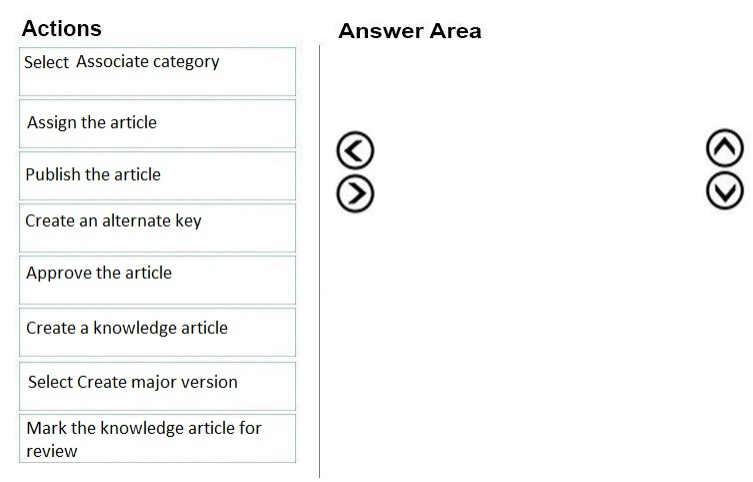 Actions
Answer Area
Select Associate category
Assign the article
Publish the article
Create an alternate key
Approve the article
Create a knowledge article
Select Create major version
Mark the knowledge article for
review